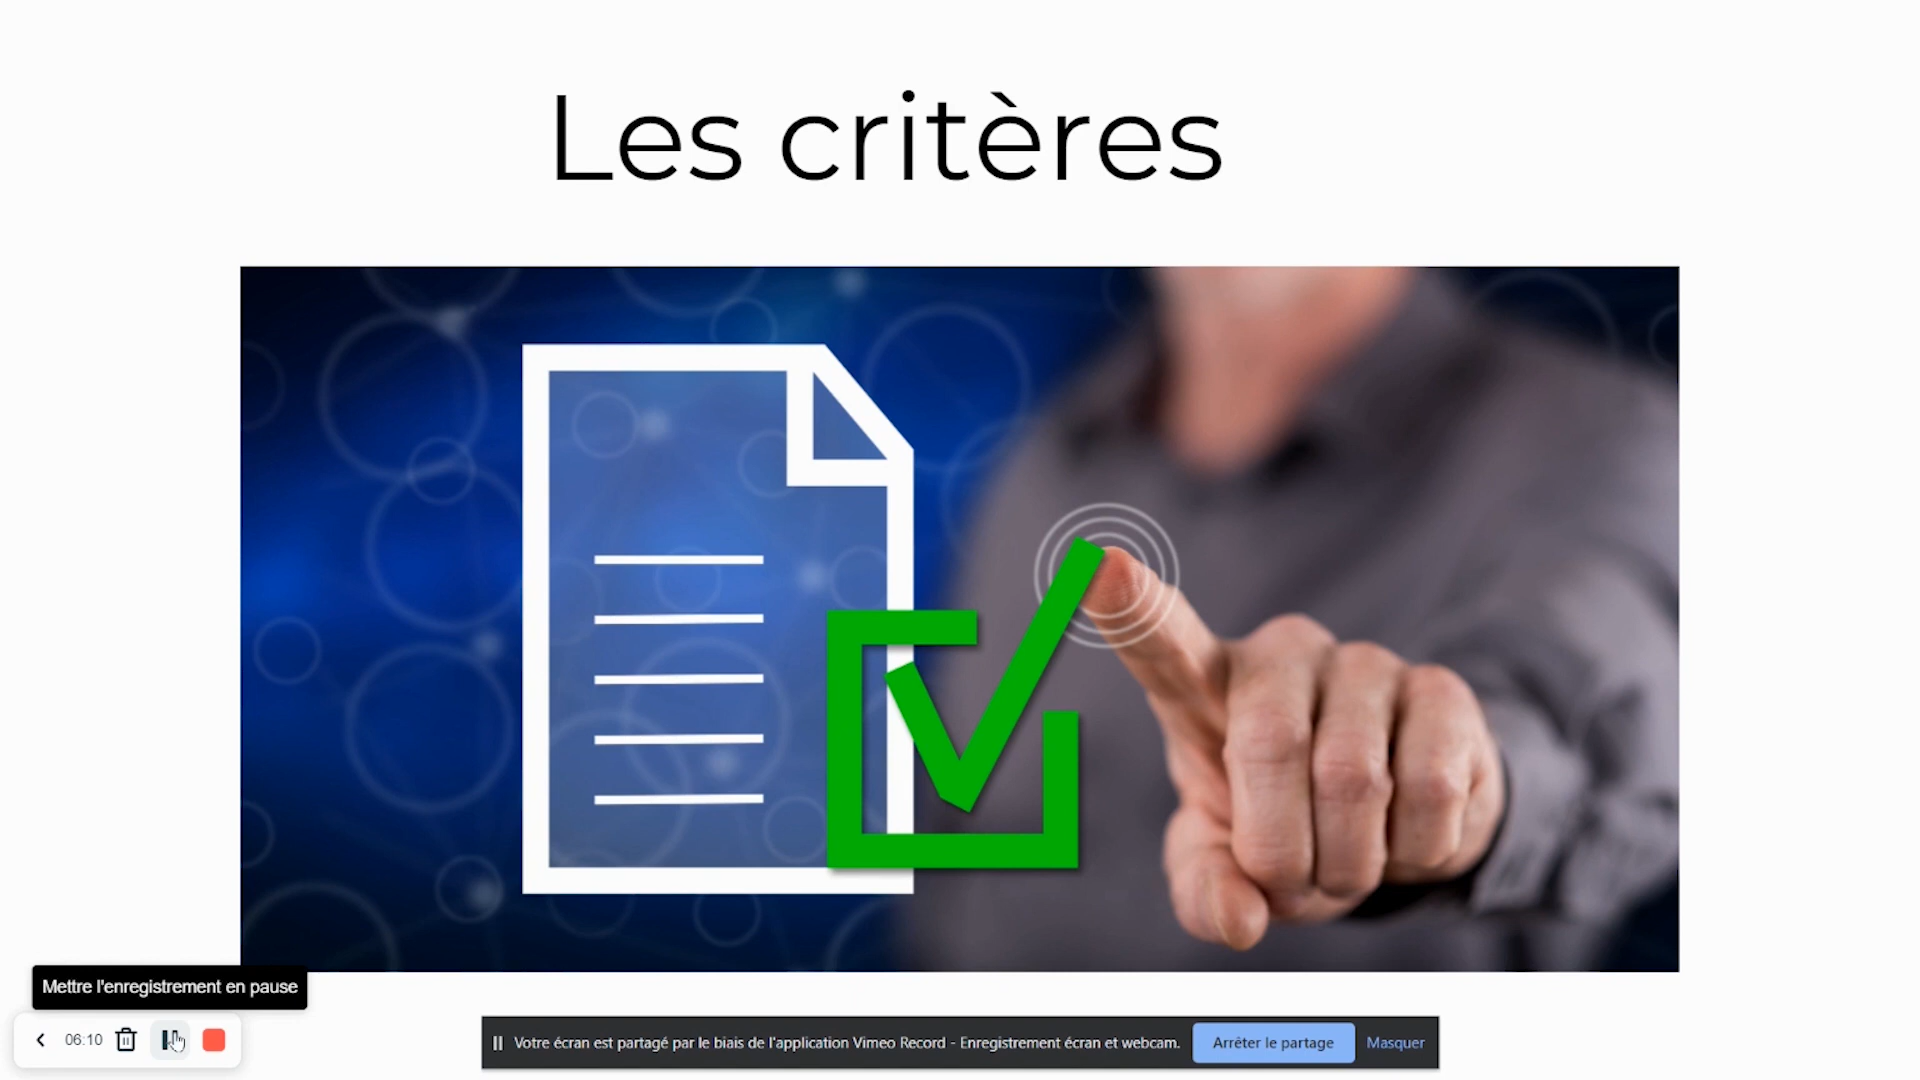 Les critères
Mettre l'enregistrement en pause
06:10
Votre écran est partagé par le biais de l'application Vimeo Record - Enregistrement écran et webcam.
Arrêter le partage
Masquer